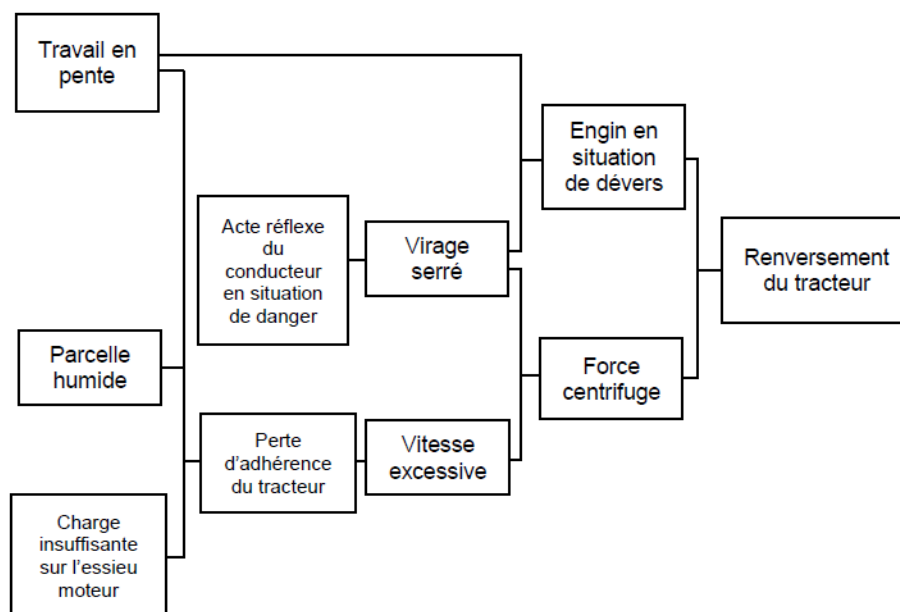 Travail en
pente
Engin en
situation
de dévers
Acte réflexe
du
conducteur
en situation
de danger
Virage
serré
Renversement
du tracteur
Parcelle
humide
Force
centrifuge
Perte
d'adhérence
du tracteur
Vitesse
excessive
Charge
insuffisante
sur l'essieu
moteur